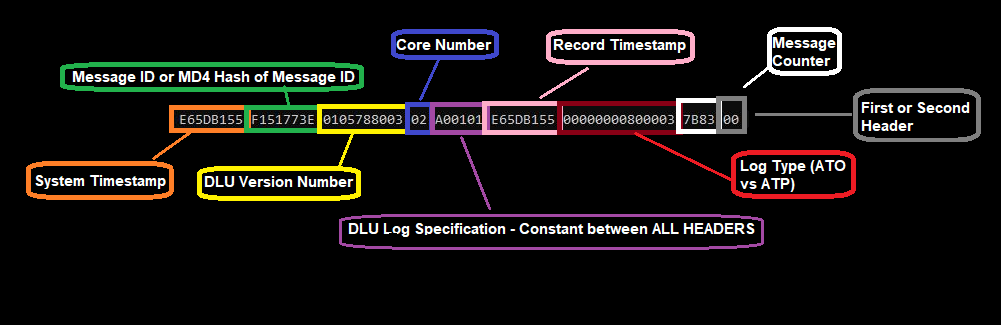 Message
Counter
Core Number
Record Timestamp
Message ID or MD4 Hash of Message ID
First or Second
Header
E65DB155 F151773E 0105788003 02 A00101 E65DB155 00000000800003 7B83 00
System Timestamp
DLU Version Number
Log Type (ATO
vs ATP)
DLU Log Specification - Constant between ALL HEADERS